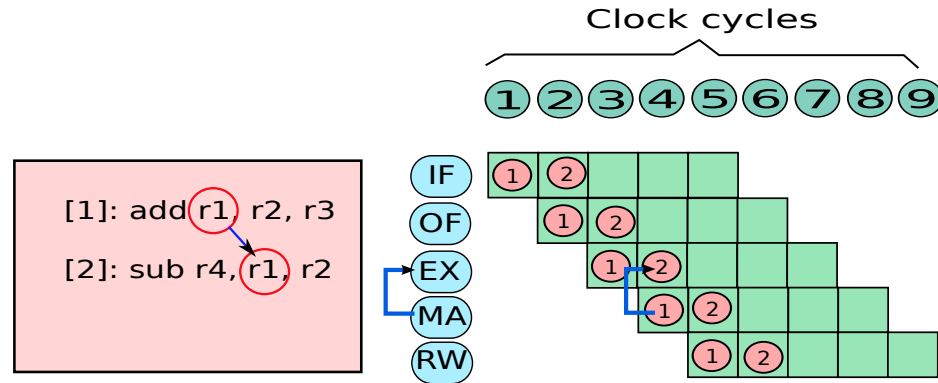 Clock cycles
1 2 3 4 5 6 7 8 9
[1]: add r1, r2, r3
[2]: sub r4, r1, r2
IF 1 2
OF 1 2
EX 1 2
MA 1 2
RW 1 2